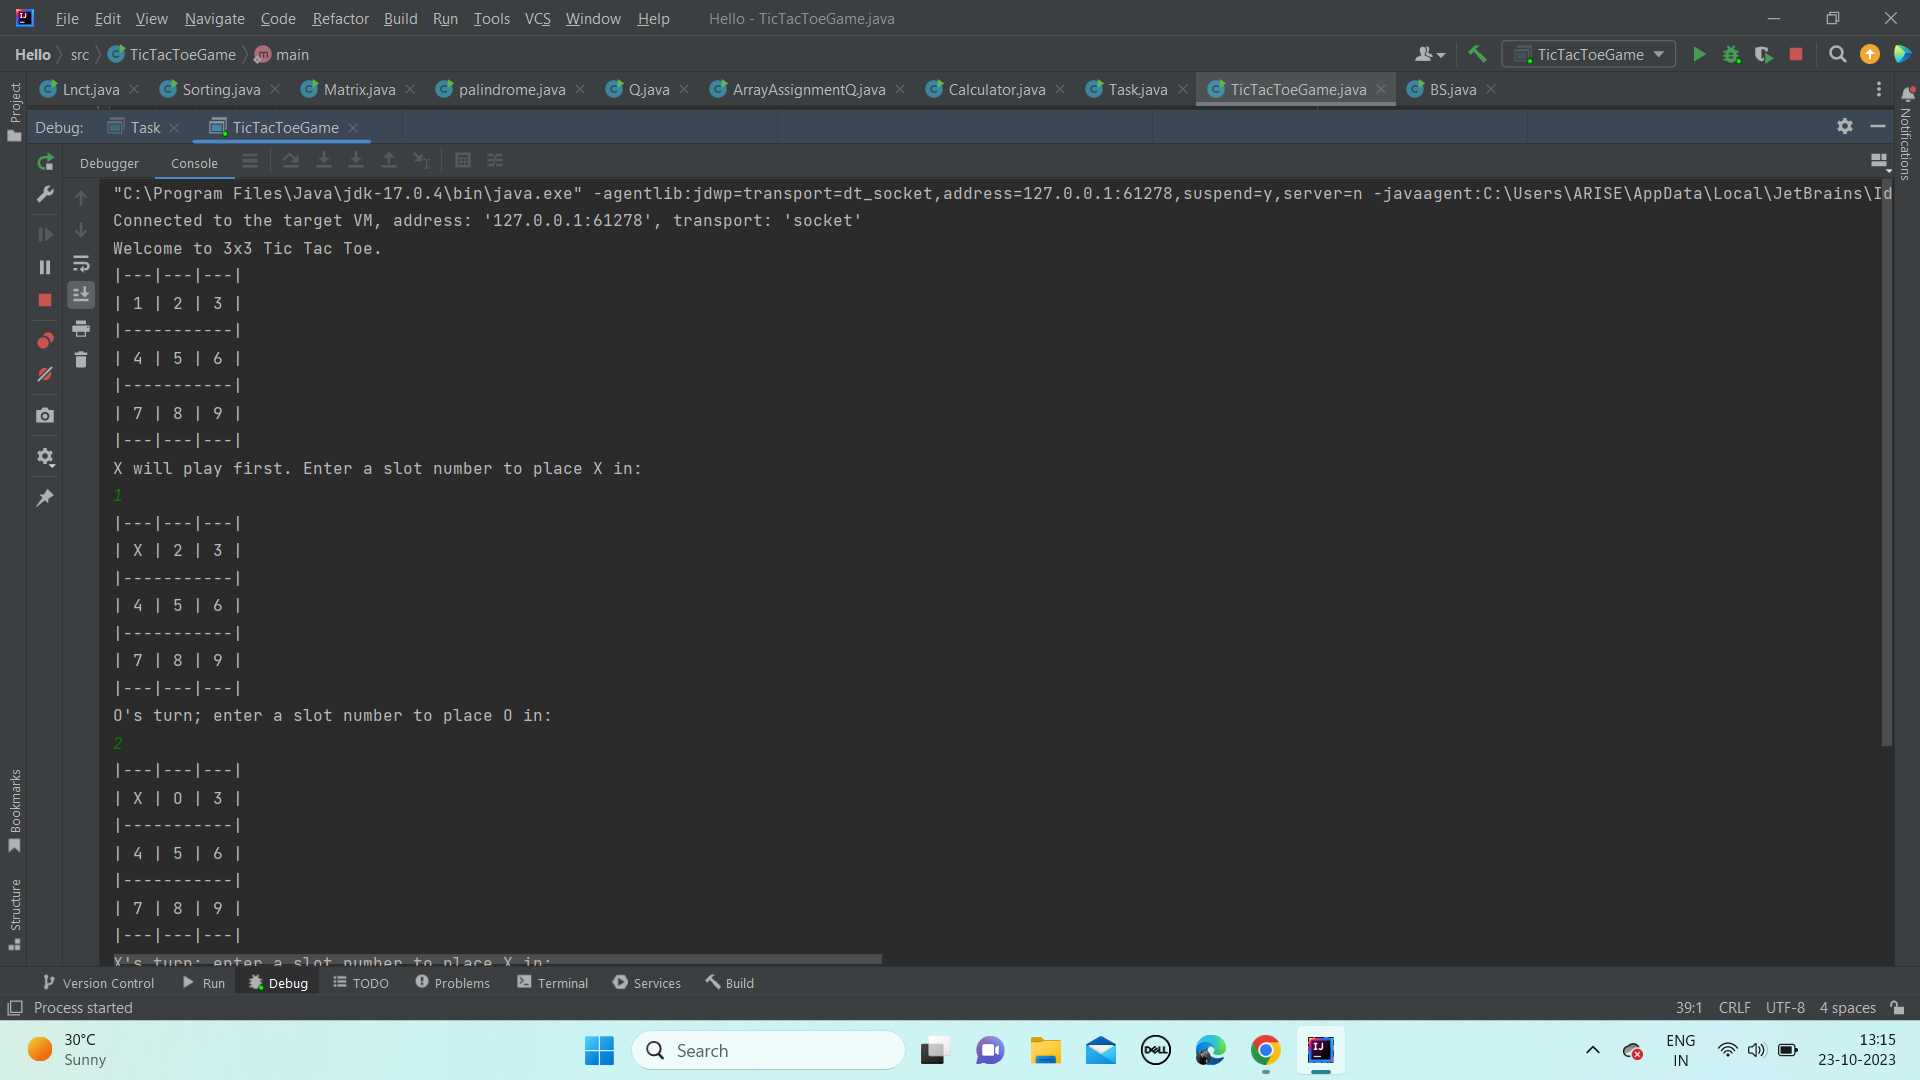 File Edit View Navigate Code Refactor Build Run Tools VCS Window Help Hello - TicTacToeGame.java
Hello src TicTacToeGame main TicTacToeGame
Lnct.java Sorting.java Matrix.java palindrome.java Q.java ArrayAssignmentQ.java Calculator.java Task.java TicTacToeGame.java BS.java
Project
Notifications
Debug: Task TicTacToeGame
Debugger Console
"C:\Program Files\Java\jdk-17.0.4\bin\java.exe" -agentlib:jdwp=transport=dt_socket,address=127.0.0.1:61278,suspend=y,server=n -javaagent:C:\Users\ARISE\AppData\Local\JetBrains\Id
Connected to the target VM, address: '127.0.0.1:61278', transport: 'socket'
Welcome to 3x3 Tic Tac Toe.
|---|---|---|
| 1 | 2 | 3 |
|-----------|
| 4 | 5 | 6 |
|-----------|
| 7 | 8 | 9 |
|---|---|---|
X will play first. Enter a slot number to place X in:
1
|---|---|---|
| X | 2 | 3 |
|-----------|
| 4 | 5 | 6 |
|-----------|
| 7 | 8 | 9 |
|---|---|---|
O's turn; enter a slot number to place O in:
2
|---|---|---|
| X | O | 3 |
|-----------|
| 4 | 5 | 6 |
|-----------|
| 7 | 8 | 9 |
|---|---|---|
X's turn; enter a slot number to place X in:
Bookmarks
Structure
Version Control Run Debug TODO Problems Terminal Services Build
Process started 39:1 CRLF UTF-8 4 spaces
30°C
Sunny
Search
DELL
ENG
IN
13:15
23-10-2023